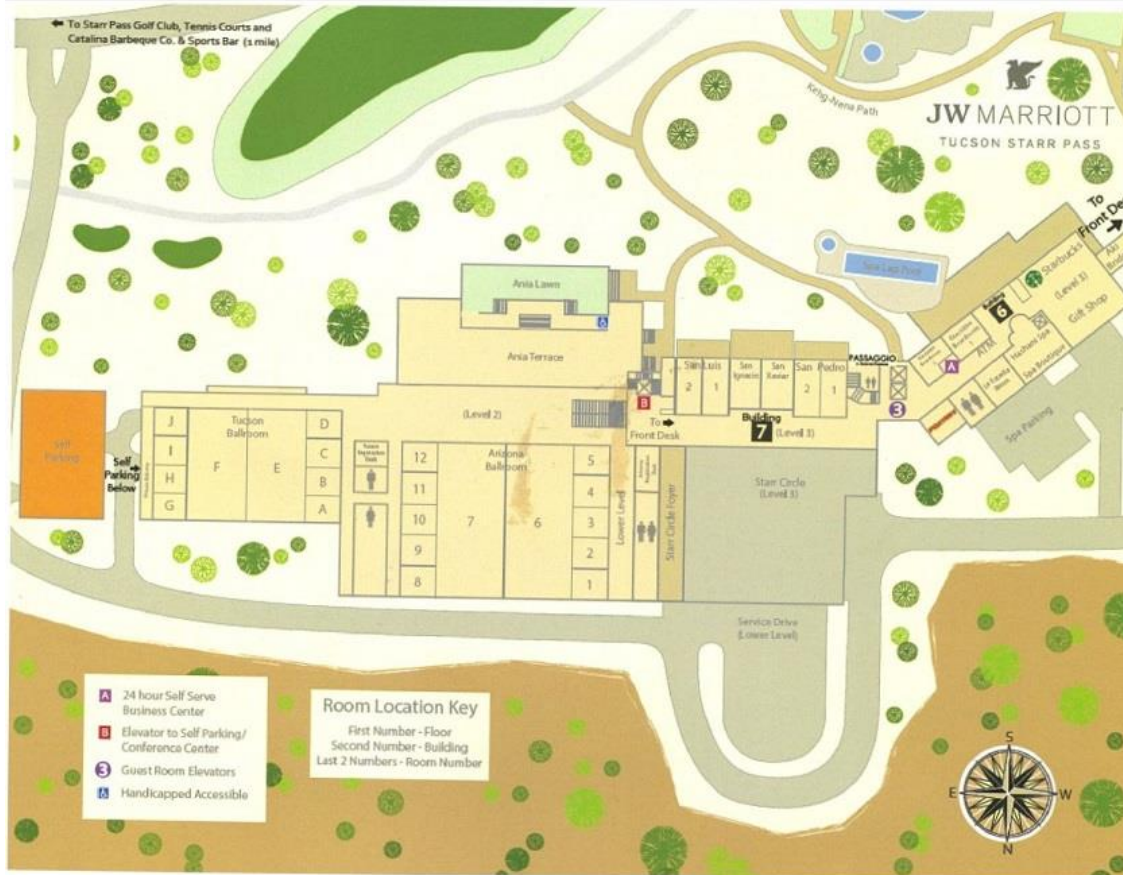 To Starr Pass Golf Club, Tennis Courts and
Catalina Barbeque Co. & Sports Bar (1 mile)
JW MARRIOTT
TUCSON STARR PASS
To
Front
Starbucks
(Level 3)
Gift Shop
Building
6
ATM
A
Hashani Spa
Spa Boutique
Spa Parking
Spa Lap Pool
Ania Lawn
Ania Terrace
PASSAGGIO
3
San Luis
2
1
San
Ignacio
San
Xavier
San Pedro
2
1
B
To
Front Desk
Building
7
(Level 3)
(Level 2)
Self
Parking
Self
Parking
Below
J
I
H
G
Tucson
Ballroom
F
E
D
C
B
A
12
11
10
9
8
Arizona
Ballroom
7
6
5
4
3
2
1
Lower Level
Starr Circle Foyer
Starr Circle
(Level 3)
Service Drive
(Lower Level)
A 24 hour Self Serve
Business Center
B Elevator to Self Parking/
Conference Center
3 Guest Room Elevators
Handicapped Accessible
Room Location Key
First Number - Floor
Second Number - Building
Last 2 Numbers - Room Number
S
E
W
N